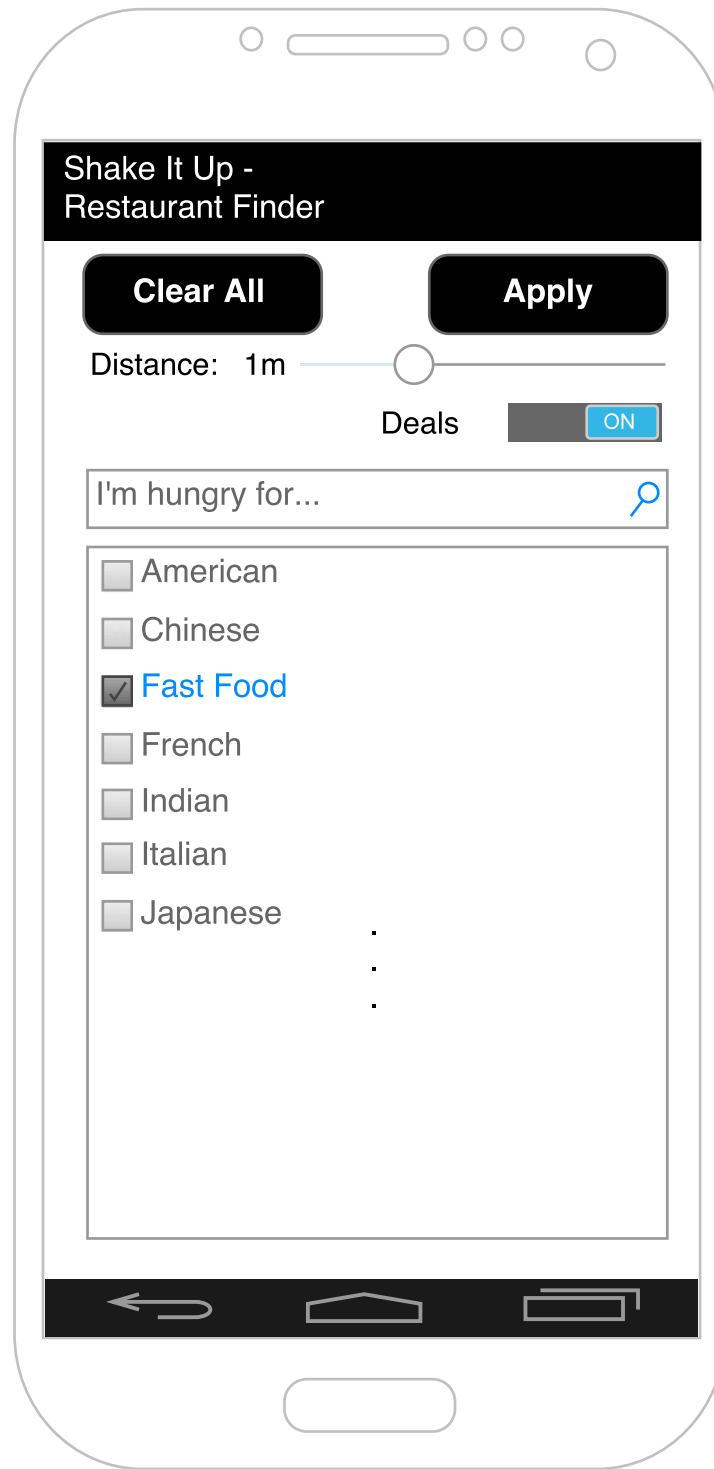 Shake It Up -
Restaurant Finder
Clear All Apply
Distance: 1m
Deals ON
I'm hungry for...
American
Chinese
Fast Food
French
Indian
Italian
Japanese
.
.
.